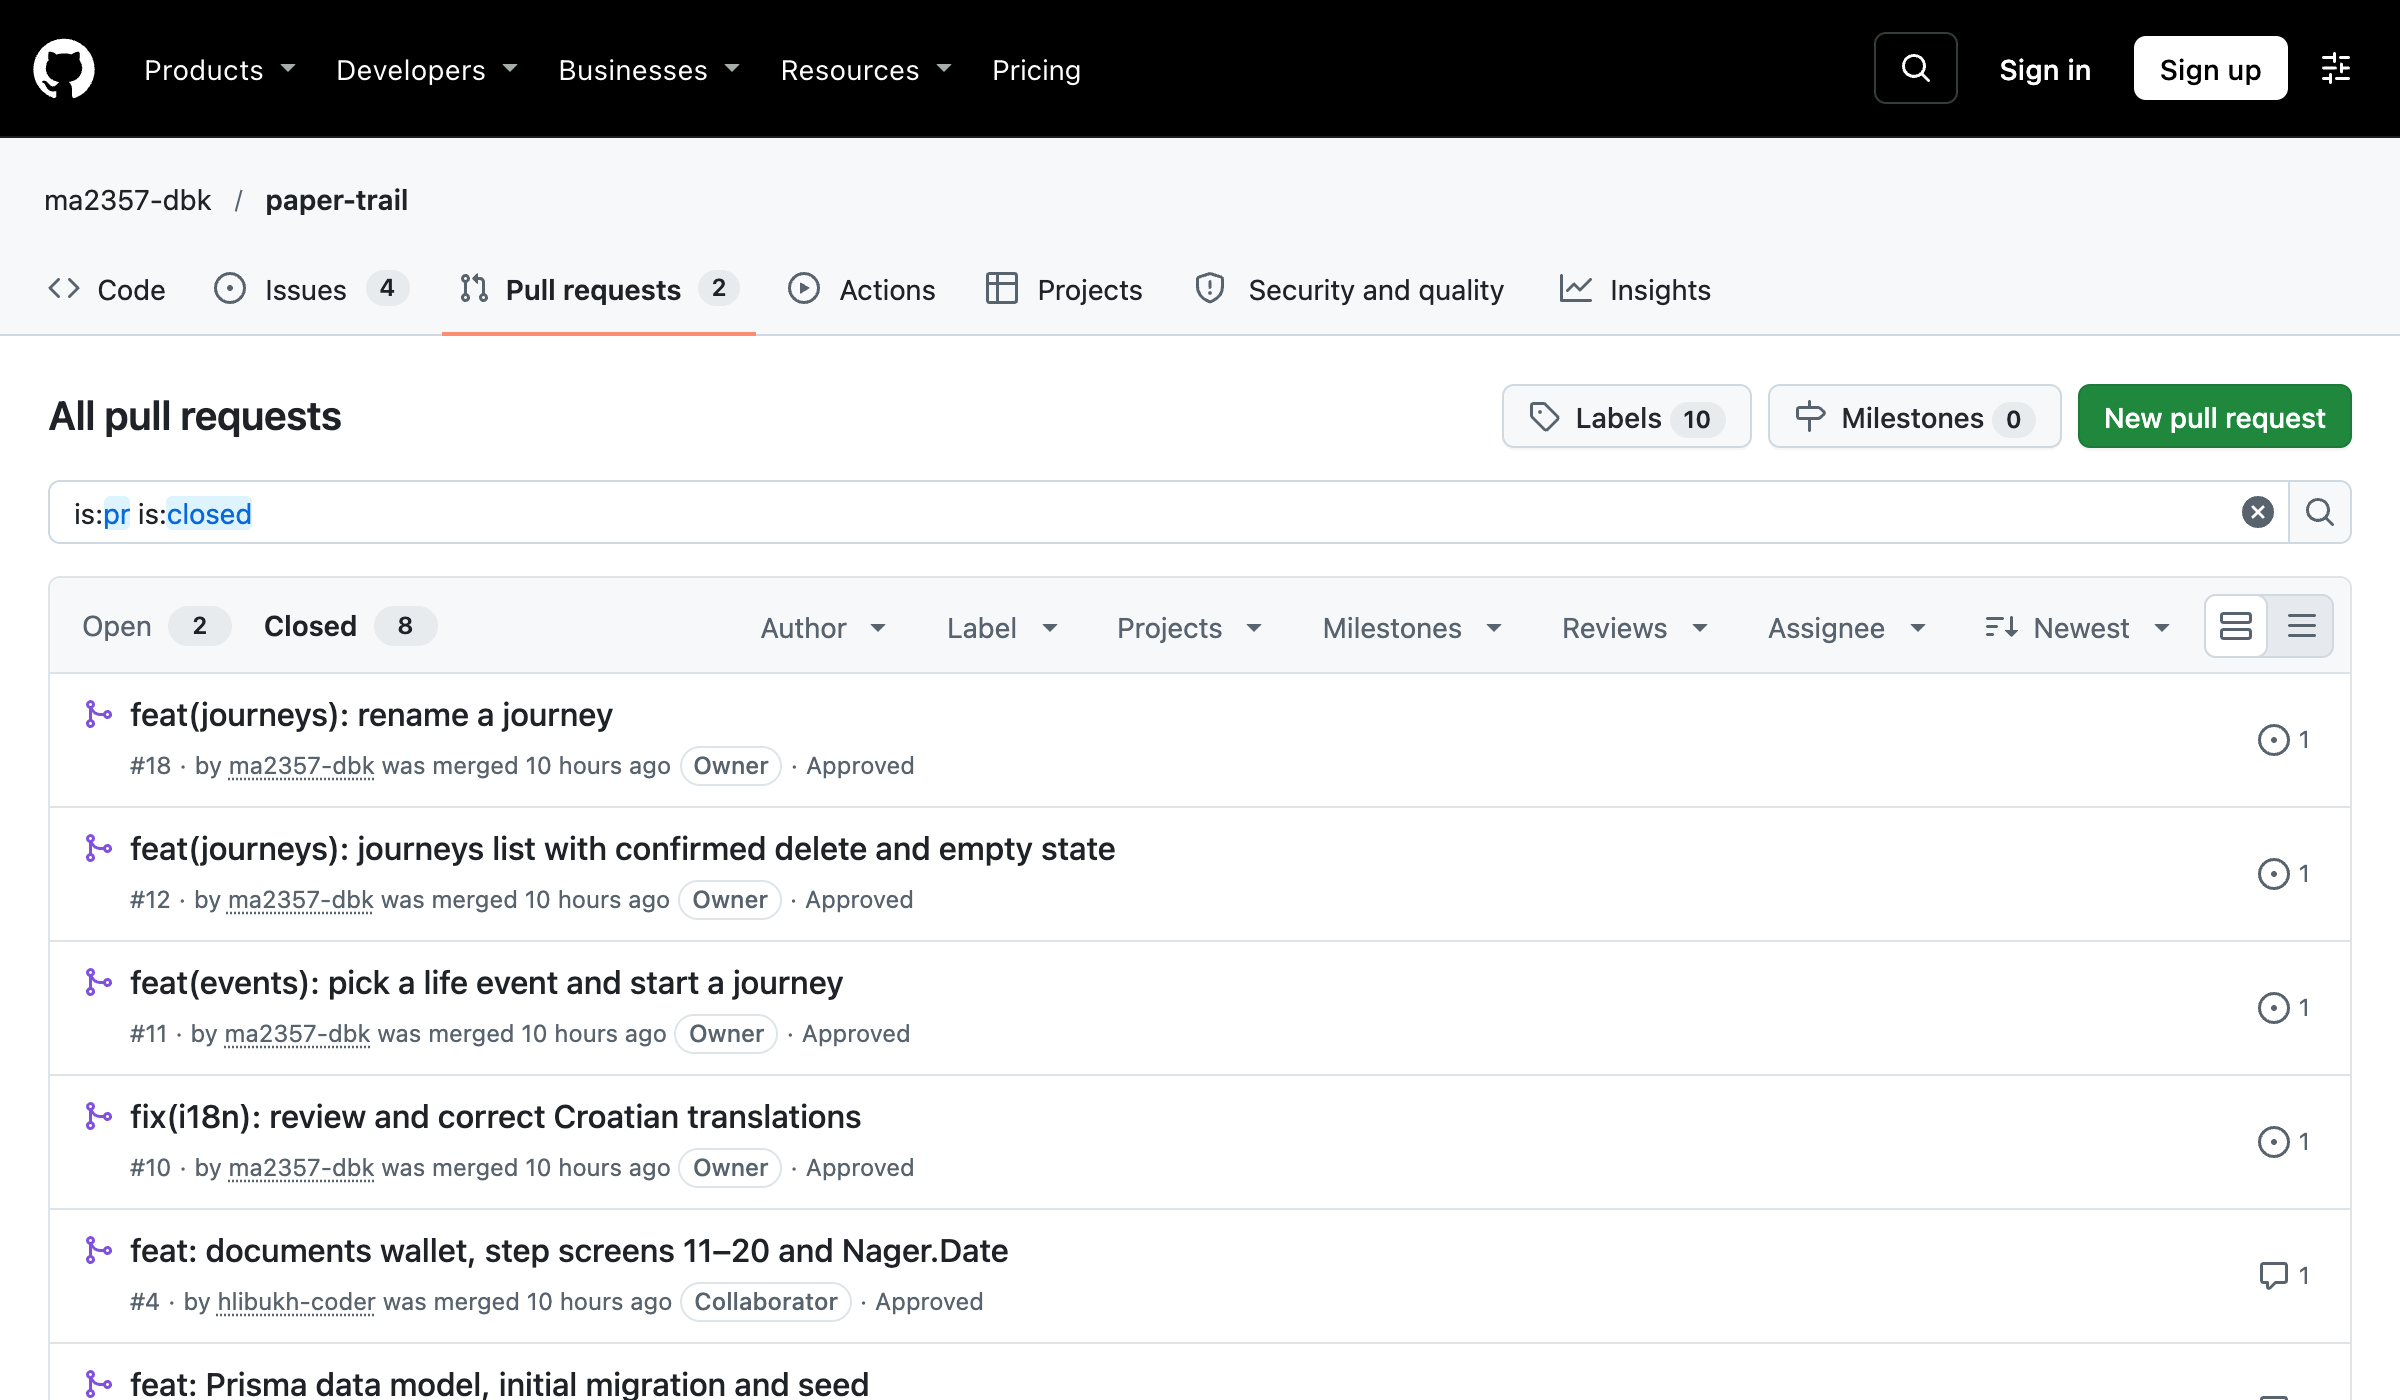 Products Developers Businesses Resources Pricing Sign in Sign up
ma2357-dbk / paper-trail
Code Issues 4 Pull requests 2 Actions Projects Security and quality Insights
All pull requests Labels 10 Milestones 0 New pull request
is:pr is:closed
Open 2 Closed 8 Author Label Projects Milestones Reviews Assignee Newest
feat(journeys): rename a journey
#18 · by ma2357-dbk was merged 10 hours ago Owner · Approved 1
feat(journeys): journeys list with confirmed delete and empty state
#12 · by ma2357-dbk was merged 10 hours ago Owner · Approved 1
feat(events): pick a life event and start a journey
#11 · by ma2357-dbk was merged 10 hours ago Owner · Approved 1
fix(i18n): review and correct Croatian translations
#10 · by ma2357-dbk was merged 10 hours ago Owner · Approved 1
feat: documents wallet, step screens 11–20 and Nager.Date
#4 · by hlibukh-coder was merged 10 hours ago Collaborator · Approved 1
feat: Prisma data model, initial migration and seed